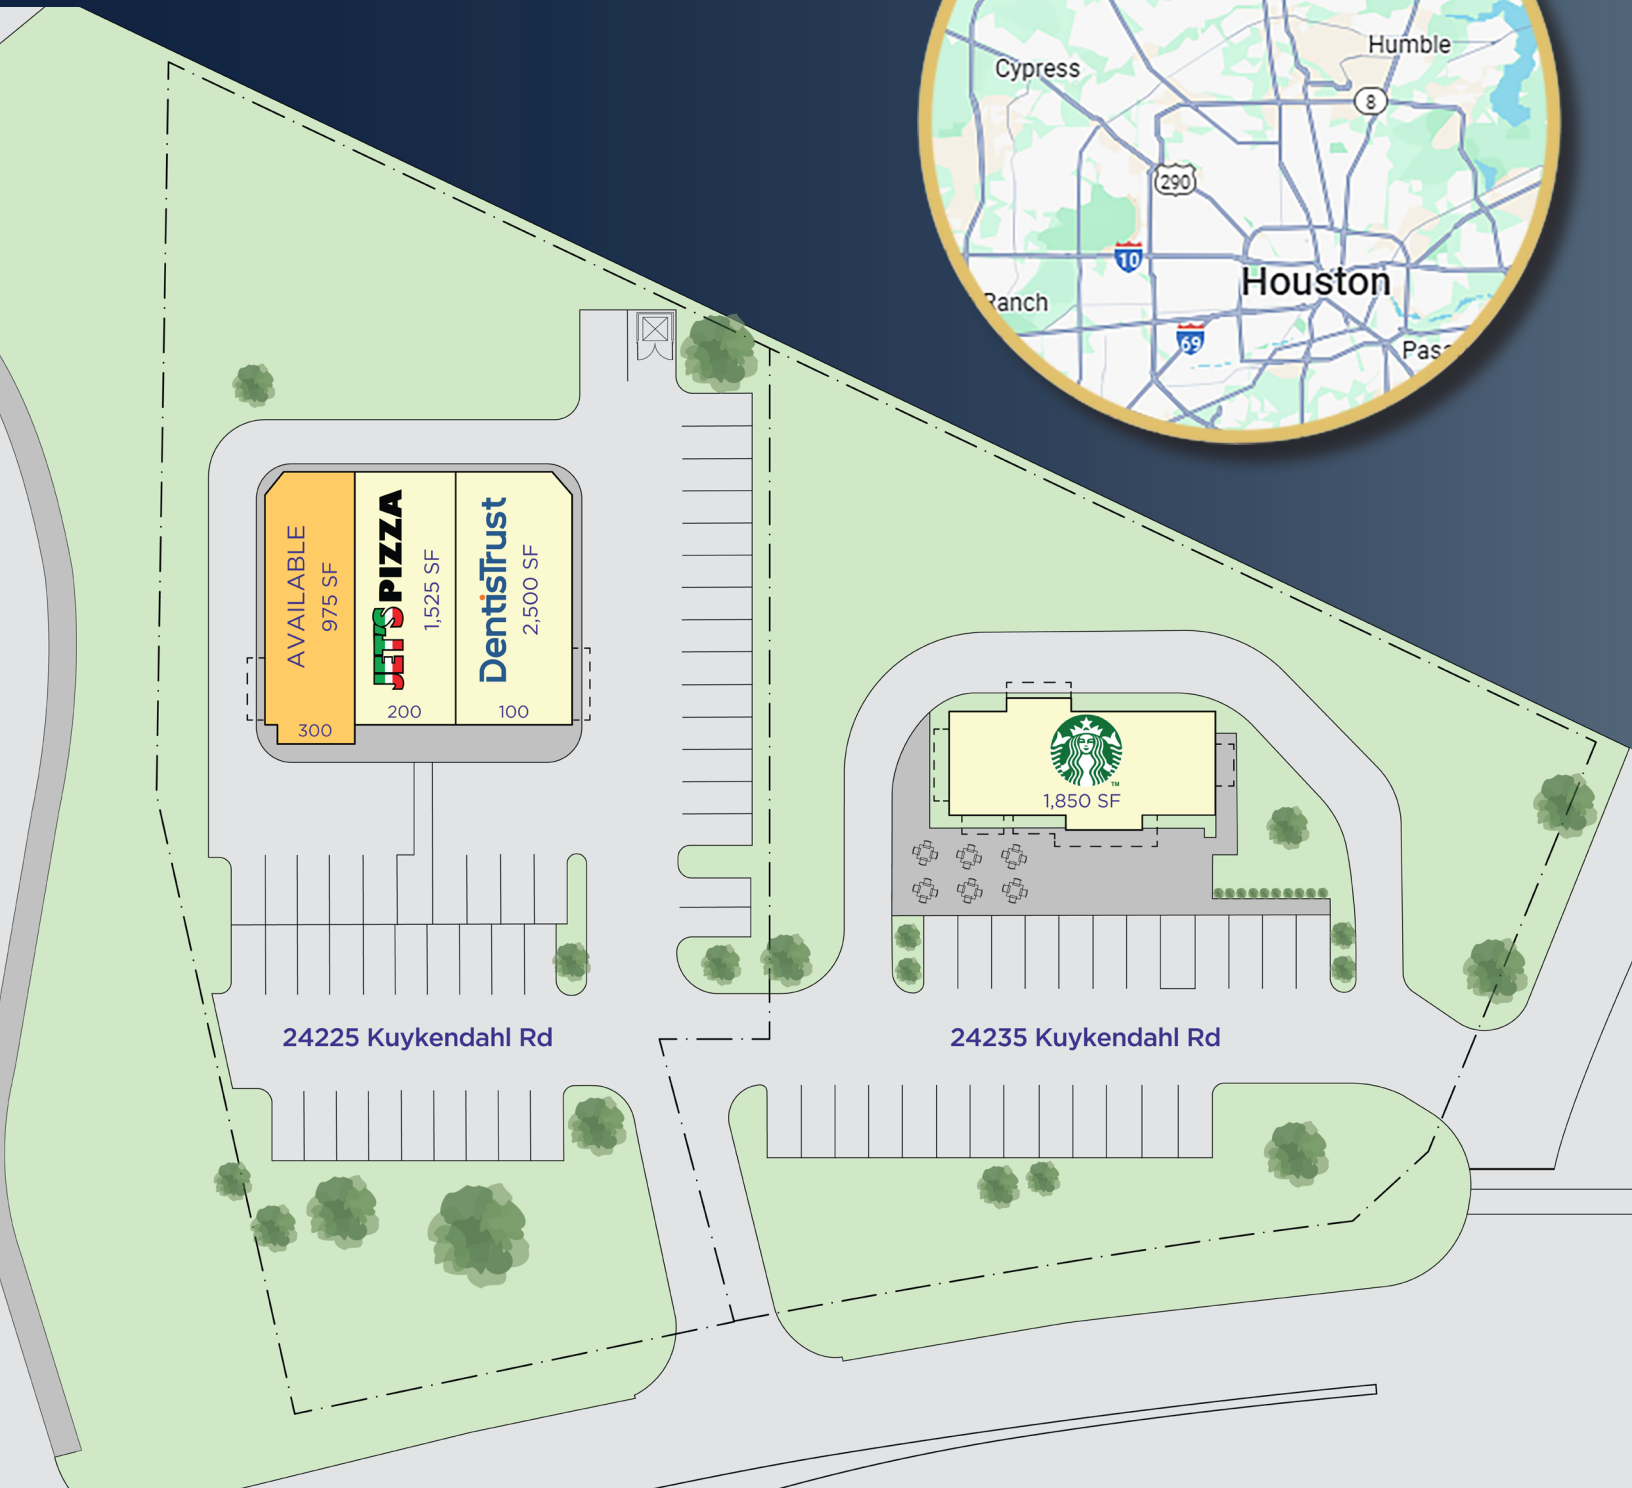 Humble
Cypress
8
290
10
Houston
Ranch
69
AVAILABLE
975 SF
300
JET'S PIZZA
1,525 SF
200
DentisTrust
2,500 SF
100
TM
1,850 SF
24225 Kuykendahl Rd
24235 Kuykendahl Rd